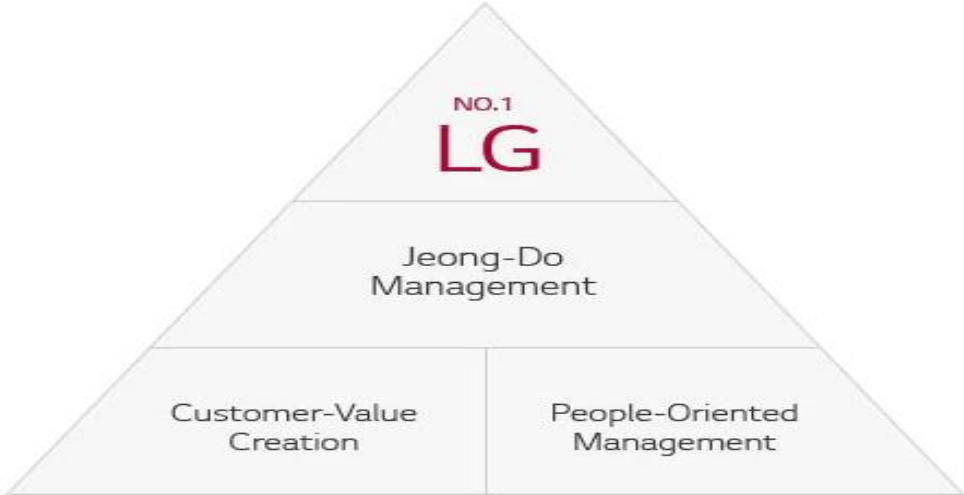 NO.1
LG
Jeong-Do
Management
Customer-Value
Creation
People-Oriented
Management